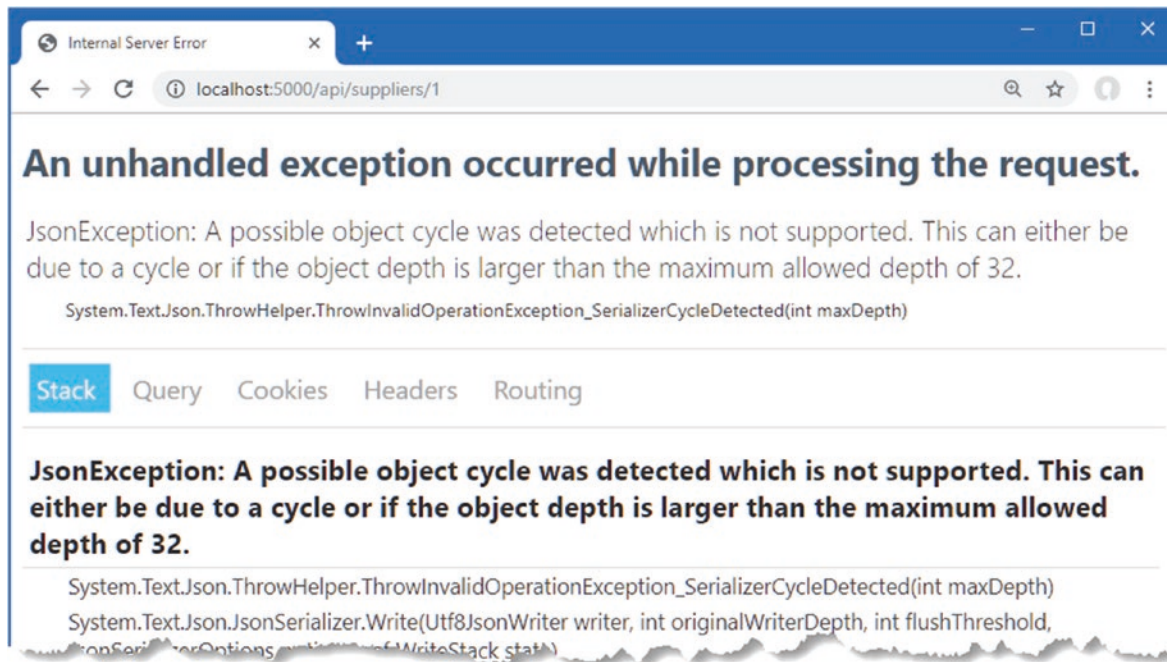 Internal Server Error
localhost:5000/api/suppliers/1
An unhandled exception occurred while processing the request.
JsonException: A possible object cycle was detected which is not supported. This can either be
due to a cycle or if the object depth is larger than the maximum allowed depth of 32.
System.Text.Json.ThrowHelper.ThrowInvalidOperationException_SerializerCycleDetected(int maxDepth)
Stack Query Cookies Headers Routing
JsonException: A possible object cycle was detected which is not supported. This can
either be due to a cycle or if the object depth is larger than the maximum allowed
depth of 32.
System.Text.Json.ThrowHelper.ThrowInvalidOperationException_SerializerCycleDetected(int maxDepth)
System.Text.Json.JsonSerializer.Write(Utf8JsonWriter writer, int originalWriterDepth, int flushThreshold,